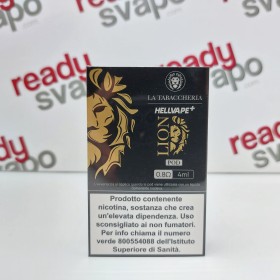 ready
svapo
ready
svapo
ready
svapo
LA TABACCHERIA
HELLVAPE+
LION
POD
0.8Ω
4ml
Prodotto contenente
nicotina, sostanza che crea
un'elevata dipendenza. Uso
sconsigliato ai non fumatori.
Per info chiama il numero
verde 800554088 dell'Istituto
Superiore di Sanità.